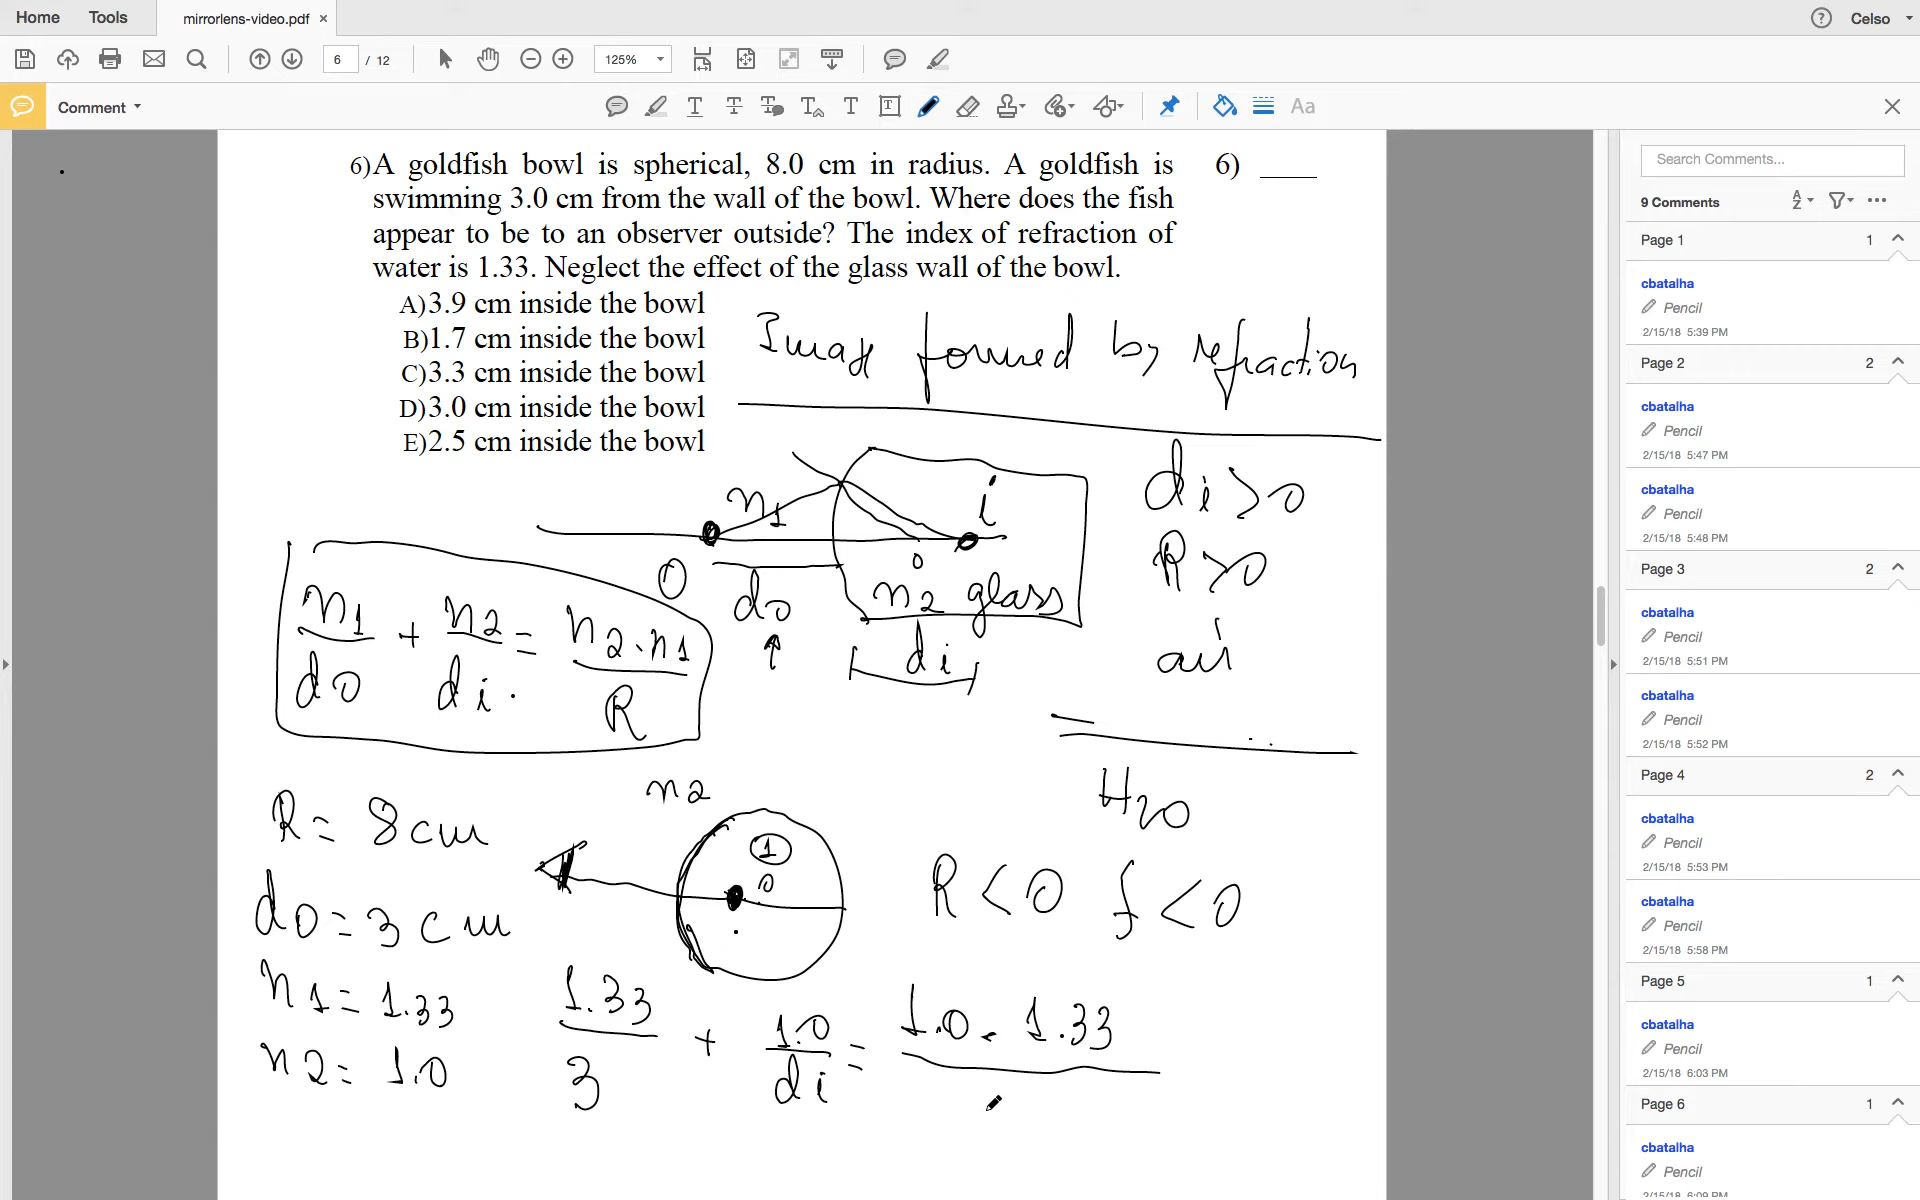 Home Tools mirrorlens-video.pdf × Celso
6 / 12 125%
Comment Aa
6)A goldfish bowl is spherical, 8.0 cm in radius. A goldfish is 6) ____
swimming 3.0 cm from the wall of the bowl. Where does the fish
appear to be to an observer outside? The index of refraction of
water is 1.33. Neglect the effect of the glass wall of the bowl.
A)3.9 cm inside the bowl
B)1.7 cm inside the bowl
C)3.3 cm inside the bowl
D)3.0 cm inside the bowl
E)2.5 cm inside the bowl
Image formed by refraction
n1 i di>0
O do n2 glass R>0
di air
n1/do + n2/di = n2-n1/R
n2 H2O
R= 8cm 1
o R<0 f<0
do=3cm
n1= 1.33
n2= 1.0
1.33/3 + 1.0/di = 1.0 - 1.33
Search Comments...
9 Comments
Page 1 1
cbatalha
Pencil
2/15/18 5:39 PM
Page 2 2
cbatalha
Pencil
2/15/18 5:47 PM
cbatalha
Pencil
2/15/18 5:48 PM
Page 3 2
cbatalha
Pencil
2/15/18 5:51 PM
cbatalha
Pencil
2/15/18 5:52 PM
Page 4 2
cbatalha
Pencil
2/15/18 5:53 PM
cbatalha
Pencil
2/15/18 5:58 PM
Page 5 1
cbatalha
Pencil
2/15/18 6:03 PM
Page 6 1
cbatalha
Pencil
2/15/18 6:09 PM